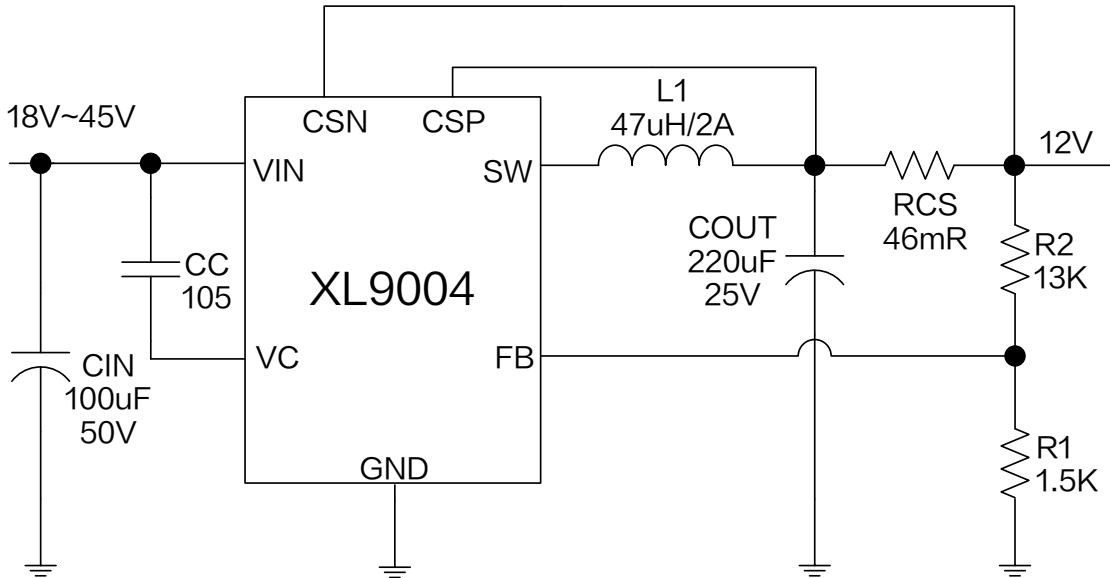 CSN
CSP
18V~45V
L1
47uH/2A
12V
VIN
SW
RCS
46mR
CC
105
COUT
220uF
25V
R2
13K
XL9004
CIN
100uF
50V
VC
FB
GND
R1
1.5K